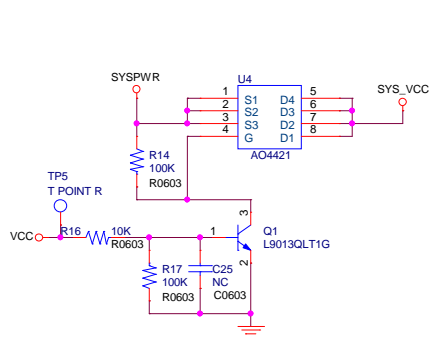 SYSPWR
U4
SYS_VCC
1 S1 D4 5
2 S2 D3 6
3 S3 D2 7
4 G D1 8
AO4421
R14
100K
R0603
TP5
T POINT R
VCC
R16 10K
R0603
1
3
2
Q1
L9013QLT1G
R17
100K
R0603
C25
NC
C0603